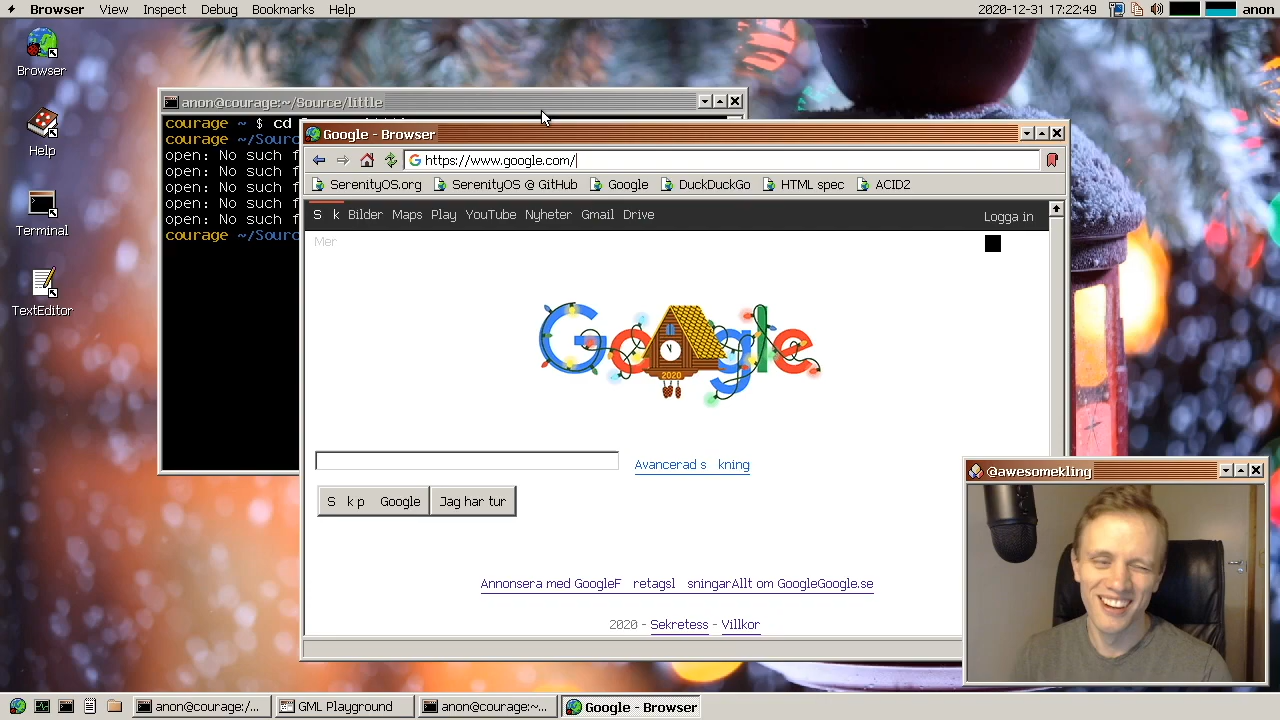 Browser View Inspect Debug Bookmarks Help 2020-12-31 17:22:49 anon
Browser
Help
Terminal
TextEditor
anon@courage:~/Source/little
courage ~ $ cd
courage ~/Sourc
open: No such f
open: No such f
open: No such f
open: No such f
open: No such f
courage ~/Sourc
Google - Browser
https://www.google.com/
SerenityOS.org SerenityOS @ GitHub Google DuckDuckGo HTML spec ACID2
S k Bilder Maps Play YouTube Nyheter Gmail Drive Logga in
Mer
Google
2020
Avancerad s kning
S k p Google Jag har tur
Annonsera med GoogleF retagsl sningarAllt om GoogleGoogle.se
2020 - Sekretess - Villkor
@awesomekling
anon@courage:/... GML Playground anon@courage:~... Google - Browser